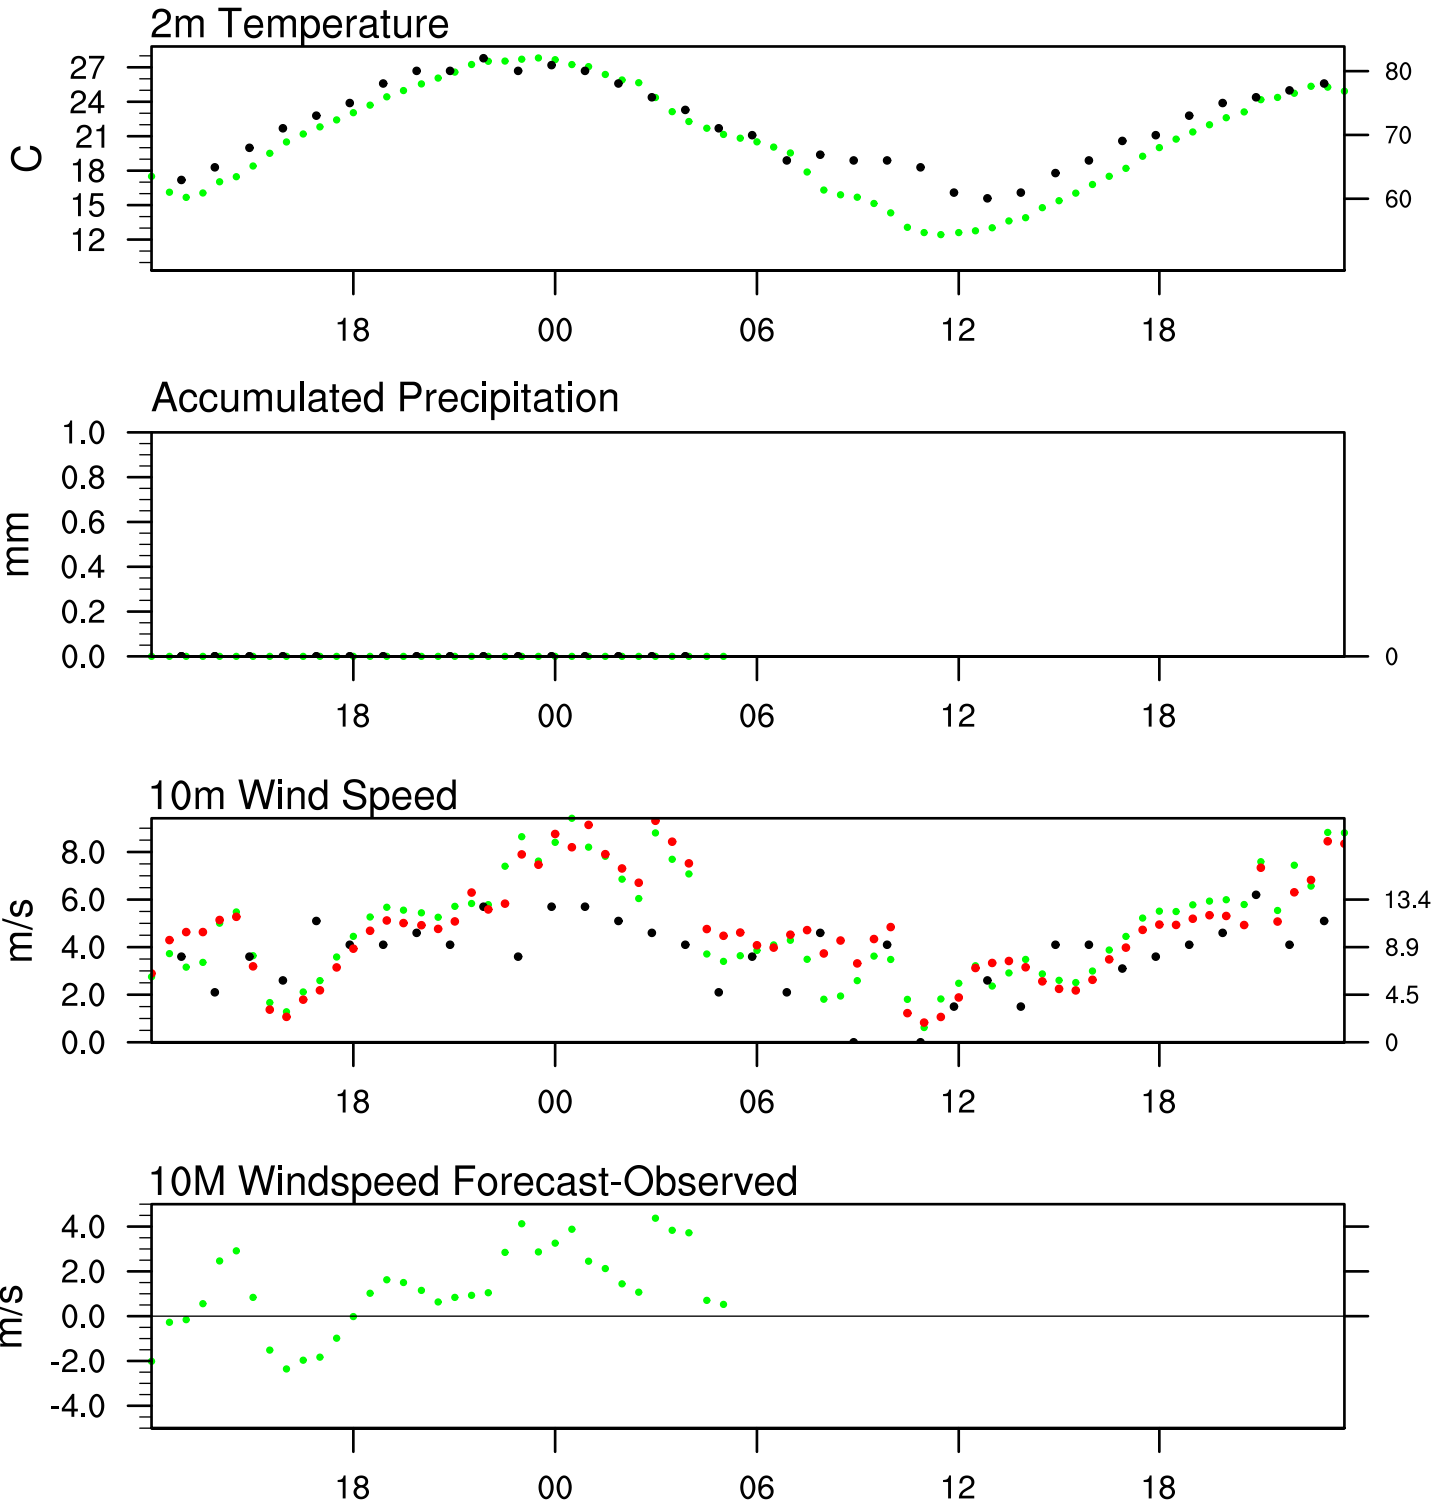 2m Temperature
27
24
21
18
15
12
C
80
70
60
18 00 06 12 18
Accumulated Precipitation
1.0
0.8
0.6
0.4
0.2
0.0
mm
0
18 00 06 12 18
10m Wind Speed
8.0
6.0
4.0
2.0
0.0
m/s
13.4
8.9
4.5
0
18 00 06 12 18
10M Windspeed Forecast-Observed
4.0
2.0
0.0
-2.0
-4.0
m/s
18 00 06 12 18